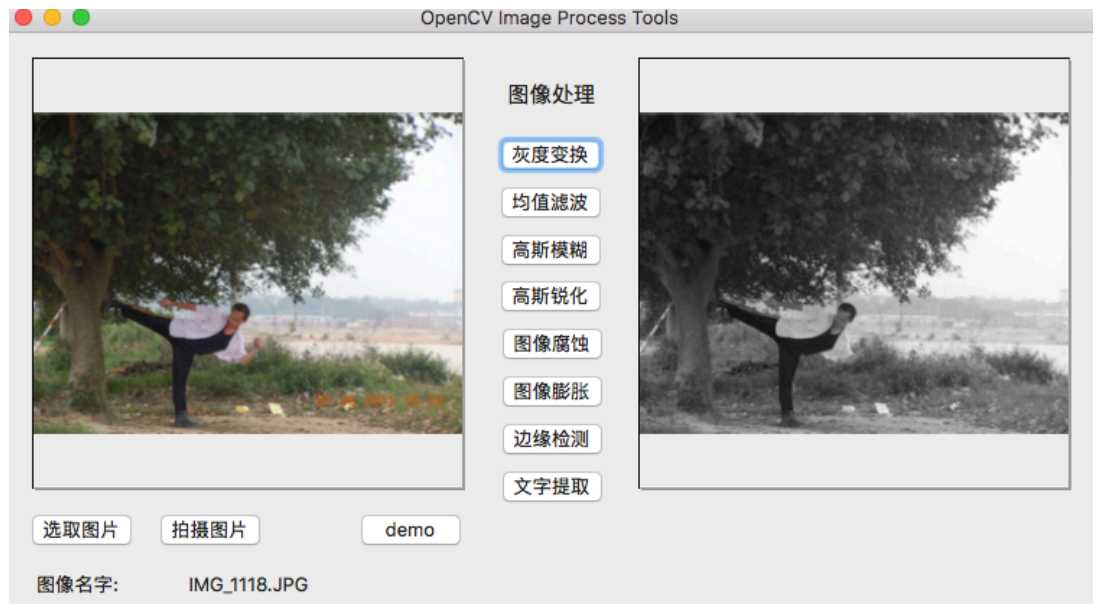 OpenCV Image Process Tools
图像处理
灰度变换
均值滤波
高斯模糊
高斯锐化
图像腐蚀
图像膨胀
边缘检测
文字提取
选取图片 拍摄图片 demo
图像名字: IMG_1118.JPG